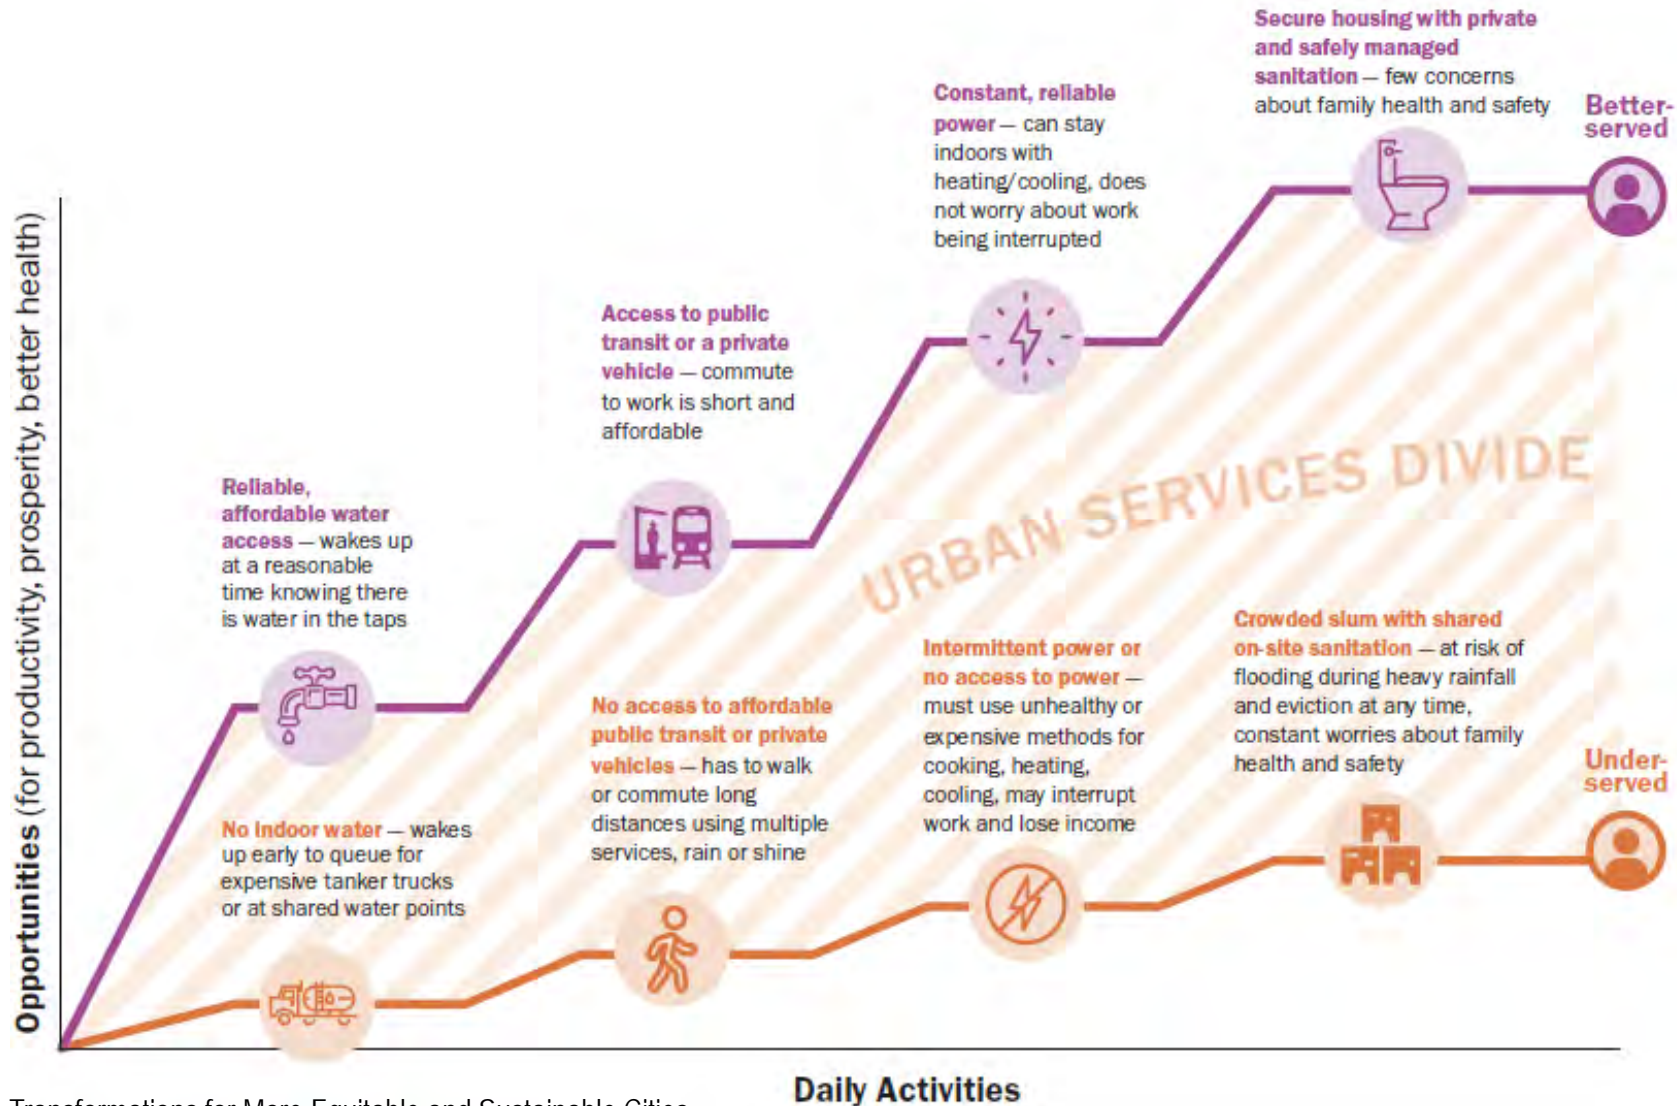 Secure housing with private
and safely managed
sanitation — few concerns
about family health and safety
Better-
served
Constant, reliable
power — can stay
indoors with
heating/cooling, does
not worry about work
being interrupted
Access to public
transit or a private
vehicle — commute
to work is short and
affordable
Reliable,
affordable water
access — wakes up
at a reasonable
time knowing there
is water in the taps
URBAN SERVICES DIVIDE
Crowded slum with shared
on-site sanitation — at risk of
flooding during heavy rainfall
and eviction at any time,
constant worries about family
health and safety
Under-
served
Intermittent power or
no access to power —
must use unhealthy or
expensive methods for
cooking, heating,
cooling, may interrupt
work and lose income
No access to affordable
public transit or private
vehicles — has to walk
or commute long
distances using multiple
services, rain or shine
No indoor water — wakes
up early to queue for
expensive tanker trucks
or at shared water points
Opportunities (for productivity, prosperity, better health)
Daily Activities
Transformations for More Equitable and Sustainable Cities